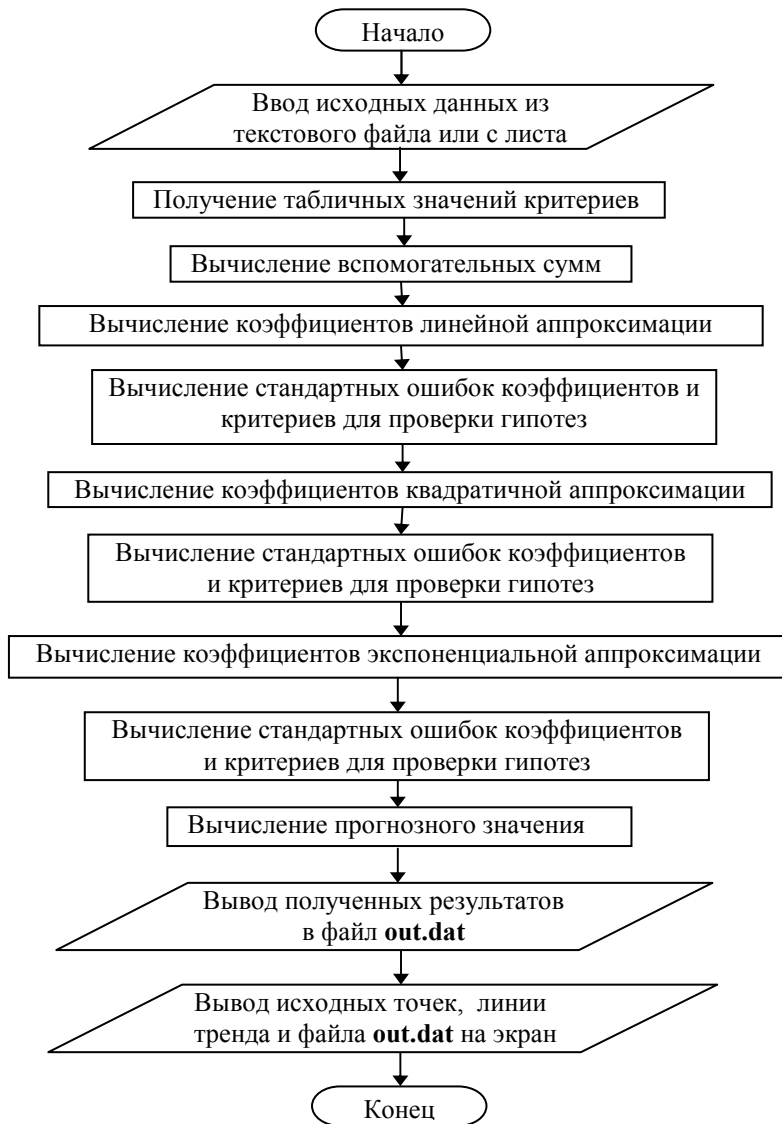 Начало
Ввод исходных данных из
текстового файла или с листа
Получение табличных значений критериев
Вычисление вспомогательных сумм
Вычисление коэффициентов линейной аппроксимации
Вычисление стандартных ошибок коэффициентов и
критериев для проверки гипотез
Вычисление коэффициентов квадратичной аппроксимации
Вычисление стандартных ошибок коэффициентов
и критериев для проверки гипотез
Вычисление коэффициентов экспоненциальной аппроксимации
Вычисление стандартных ошибок коэффициентов
и критериев для проверки гипотез
Вычисление прогнозного значения
Вывод полученных результатов
в файл out.dat
Вывод исходных точек, линии
тренда и файла out.dat на экран
Конец